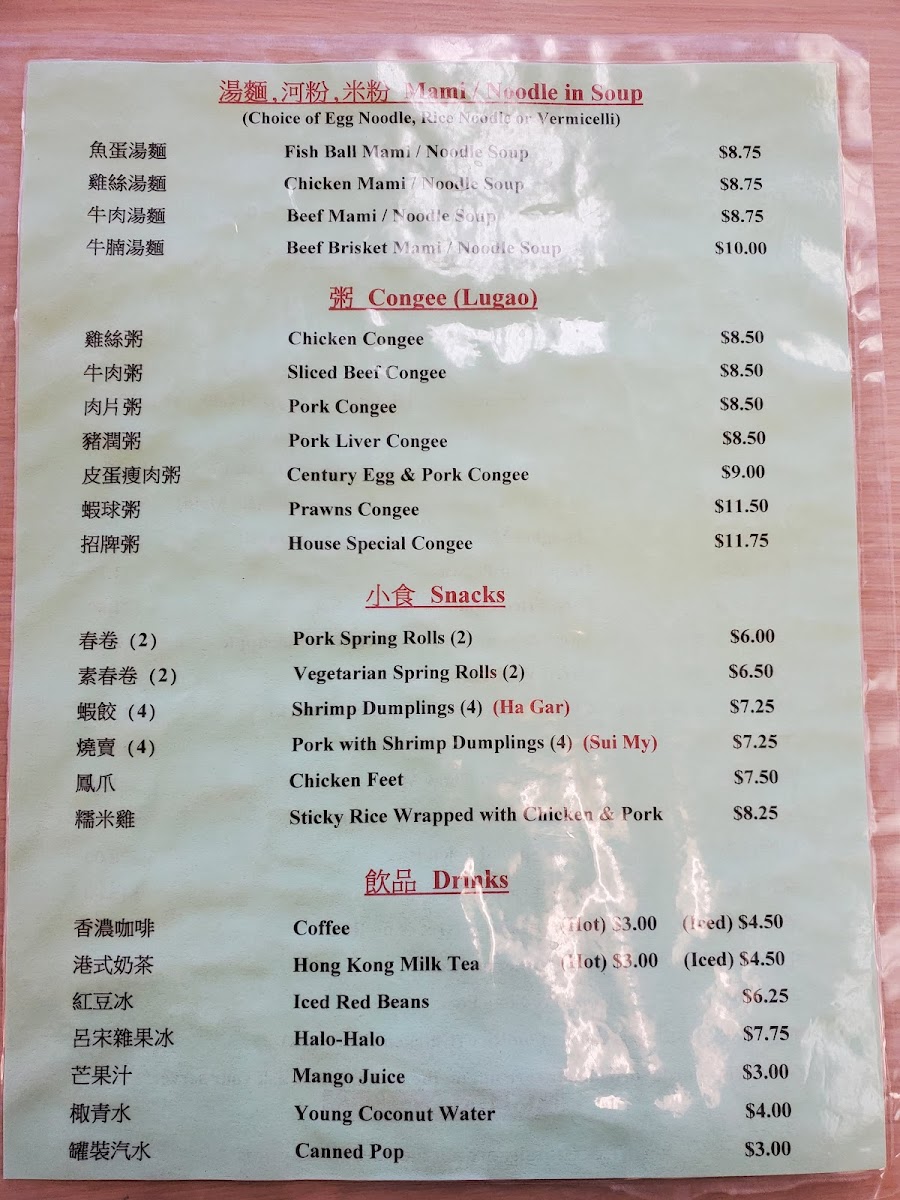 湯麵,河粉,米粉 Mami / Noodle in Soup
(Choice of Egg Noodle, Rice Noodle or Vermicelli)
魚蛋湯麵 Fish Ball Mami / Noodle Soup $8.75
雞絲湯麵 Chicken Mami / Noodle Soup $8.75
牛肉湯麵 Beef Mami / Noodle Soup $8.75
牛腩湯麵 Beef Brisket Mami / Noodle Soup $10.00
粥 Congee (Lugao)
雞絲粥 Chicken Congee $8.50
牛肉粥 Sliced Beef Congee $8.50
肉片粥 Pork Congee $8.50
豬潤粥 Pork Liver Congee $8.50
皮蛋瘦肉粥 Century Egg & Pork Congee $9.00
蝦球粥 Prawns Congee $11.50
招牌粥 House Special Congee $11.75
小食 Snacks
春卷 (2) Pork Spring Rolls (2) $6.00
素春卷 (2) Vegetarian Spring Rolls (2) $6.50
蝦餃 (4) Shrimp Dumplings (4) (Ha Gar) $7.25
燒賣 (4) Pork with Shrimp Dumplings (4) (Sui My) $7.25
鳳爪 Chicken Feet $7.50
糯米雞 Sticky Rice Wrapped with Chicken & Pork $8.25
飲品 Drinks
香濃咖啡 Coffee (Hot) $3.00 (Iced) $4.50
港式奶茶 Hong Kong Milk Tea (Hot) $3.00 (Iced) $4.50
紅豆冰 Iced Red Beans $6.25
呂宋雜果冰 Halo-Halo $7.75
芒果汁 Mango Juice $3.00
椰青水 Young Coconut Water $4.00
罐裝汽水 Canned Pop $3.00